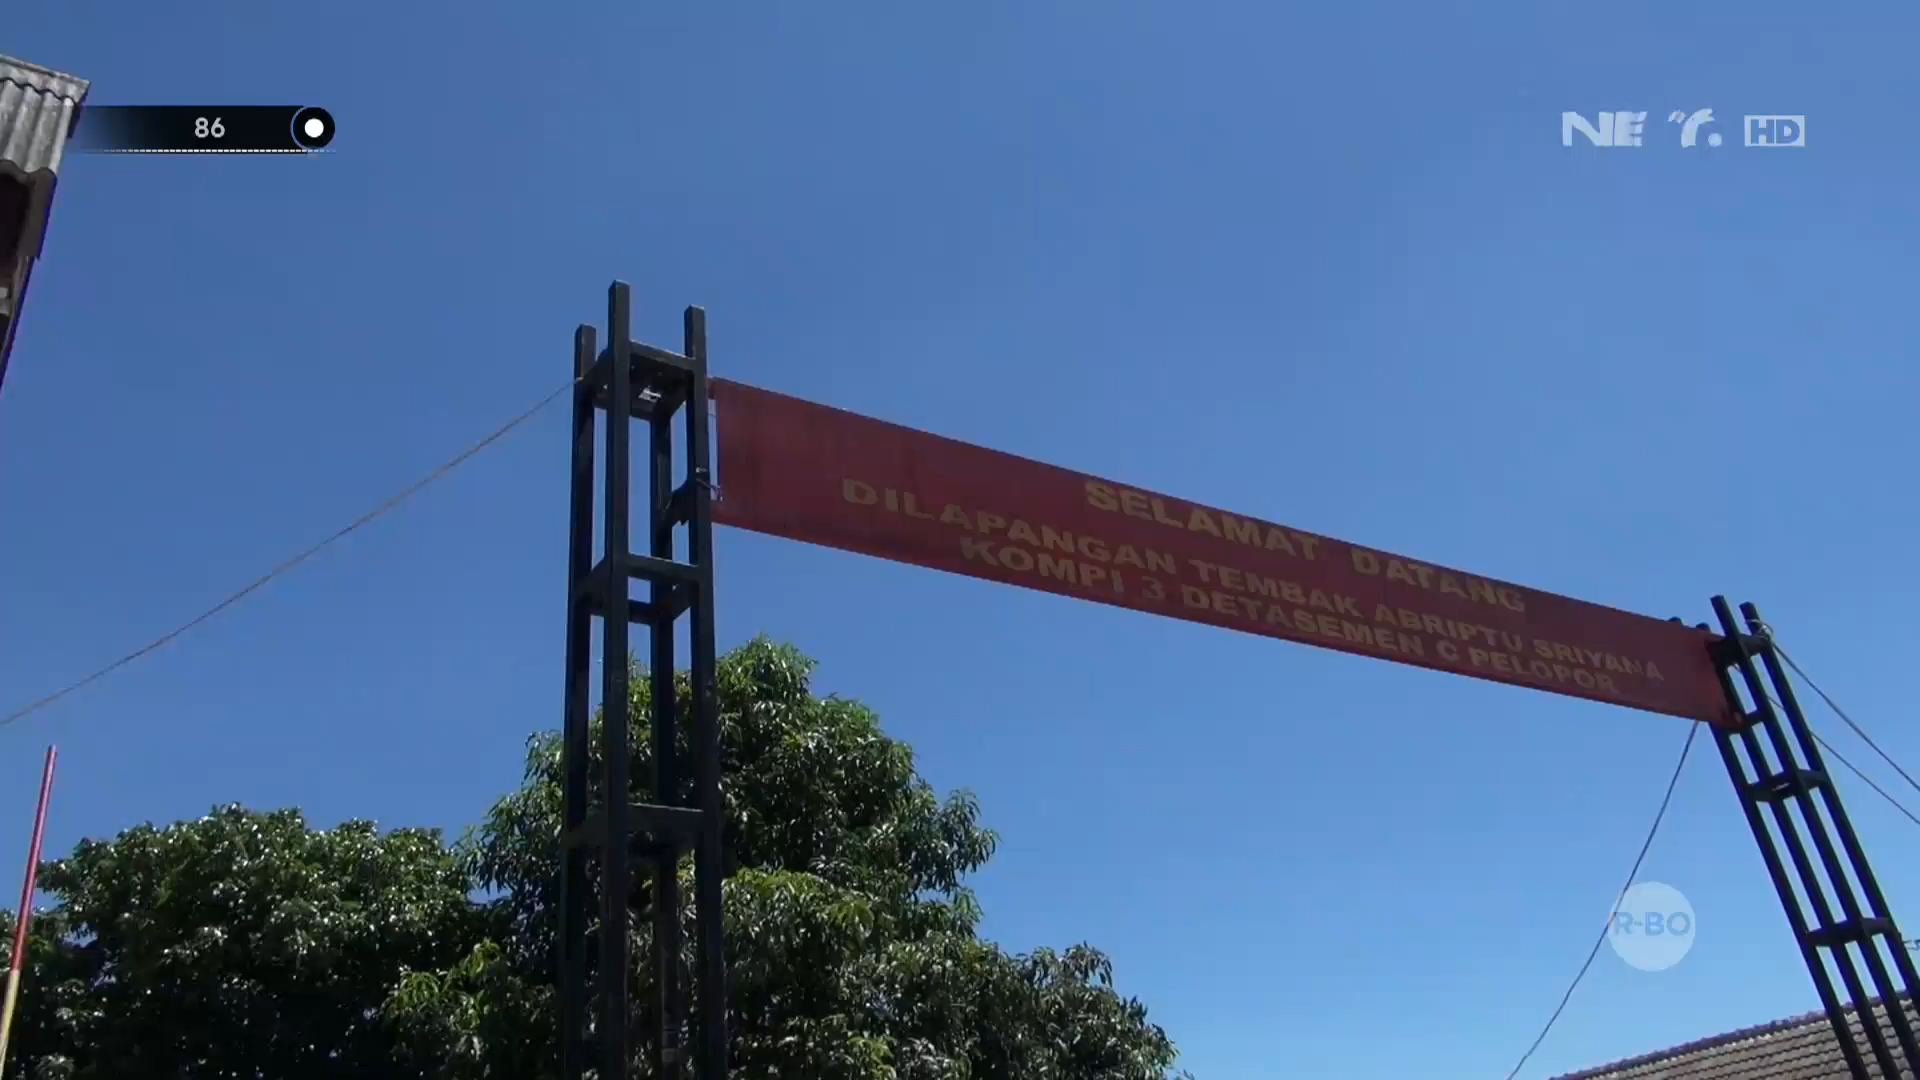 86
NET. HD
SELAMAT DATANG
DILAPANGAN TEMBAK ABRIPTU SRIYANA
KOMPI 3 DETASEMEN C PELOPOR
R-BO